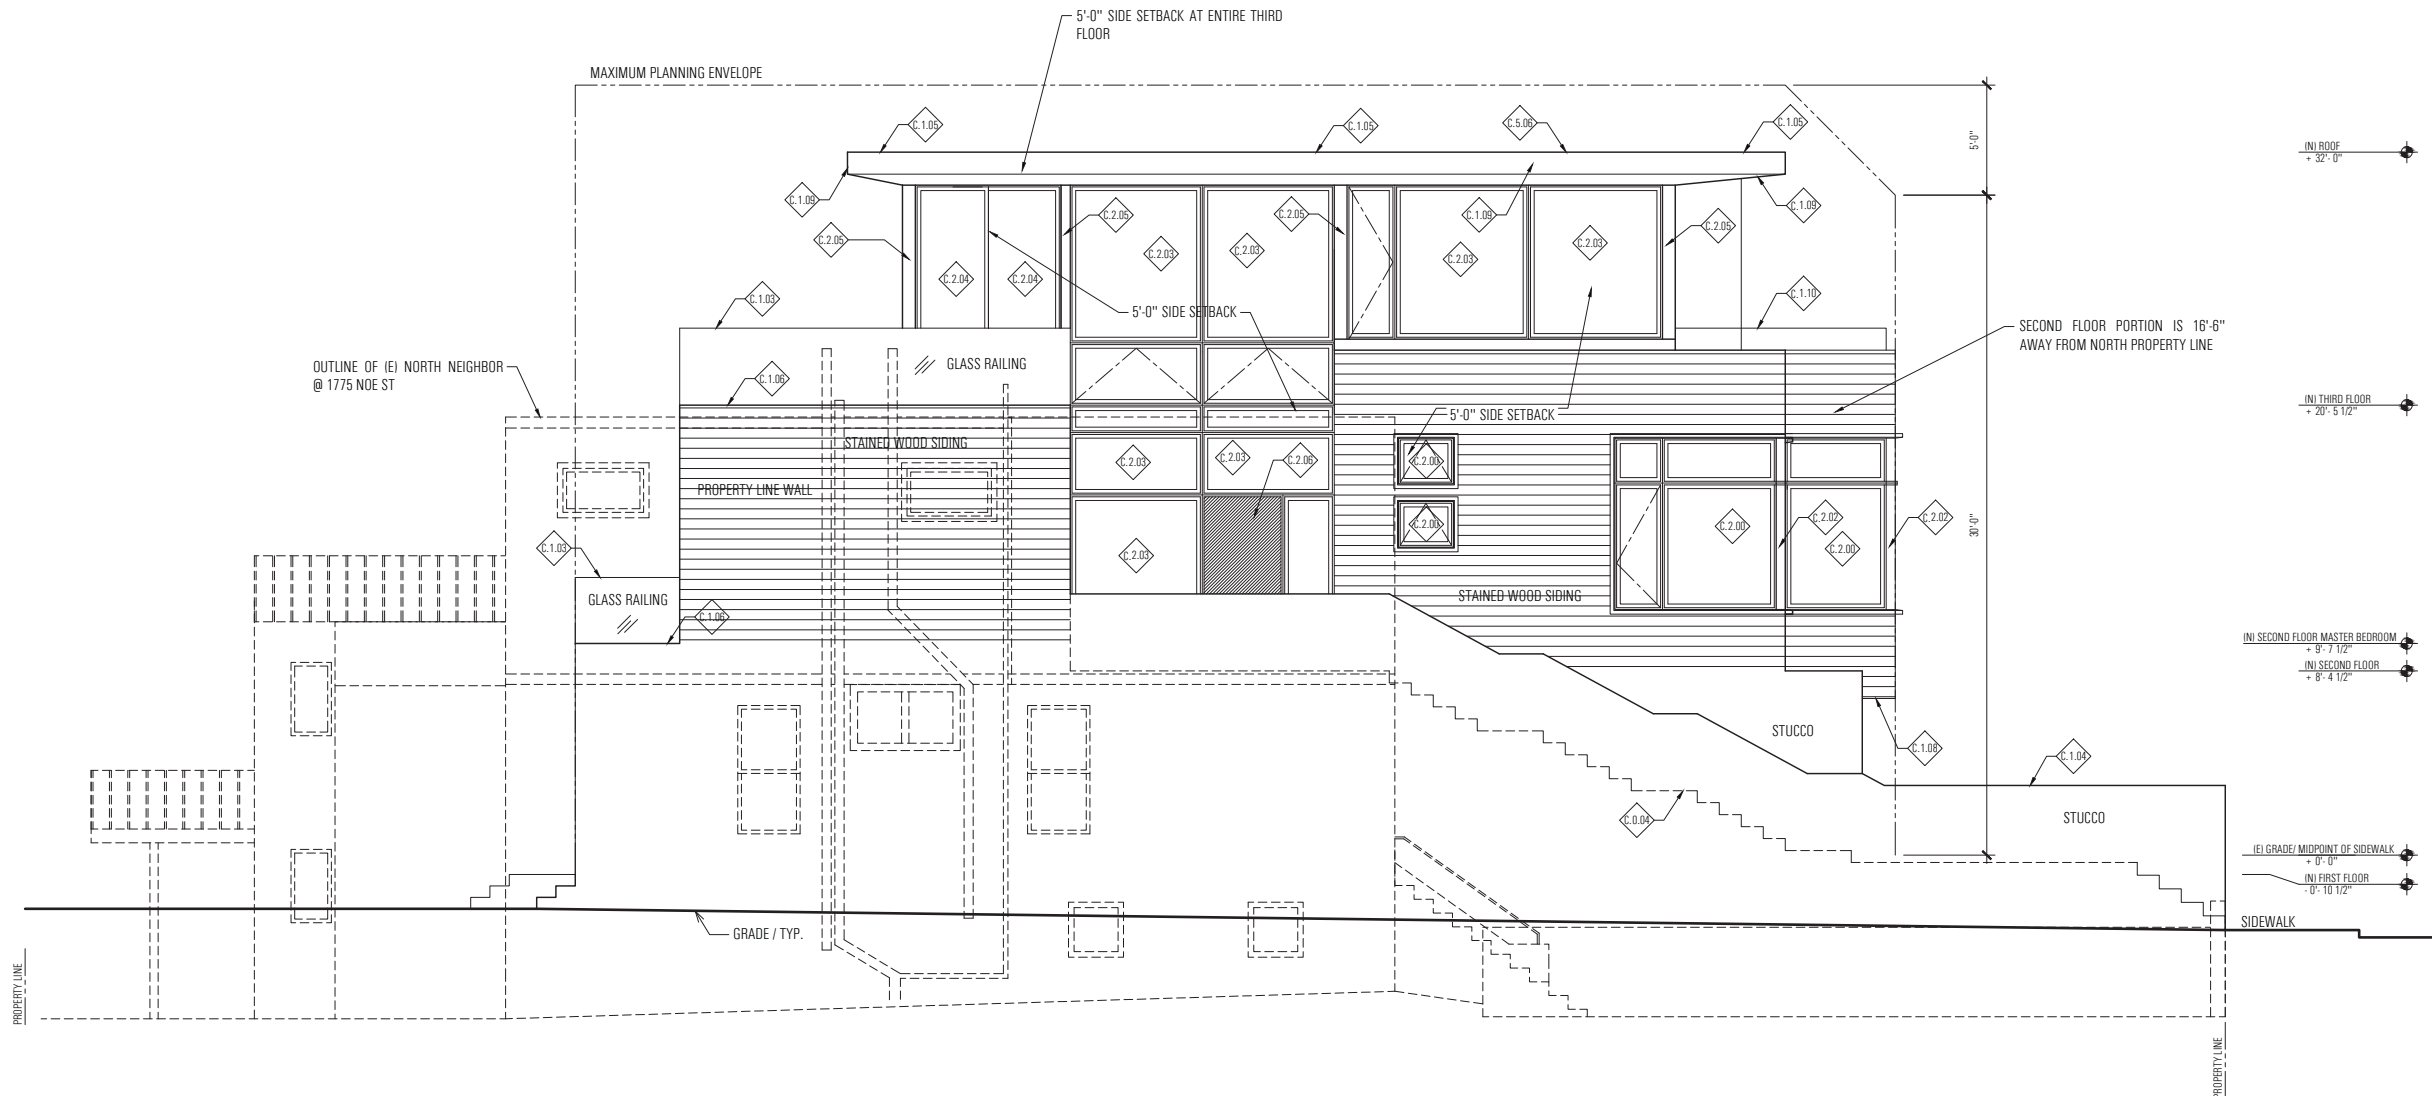 5'-0" SIDE SETBACK AT ENTIRE THIRD
FLOOR
MAXIMUM PLANNING ENVELOPE
C.1.05
C.1.05
C.5.06
C.1.05
5'-0"
(N) ROOF
+ 32'- 0"
C.1.09
C.2.05
C.2.05
C.2.05
C.1.09
C.2.05
C.1.09
C.2.03
C.2.03
C.2.03
C.2.03
C.2.04
C.2.04
C.1.03
5'-0" SIDE SETBACK
C.1.10
SECOND FLOOR PORTION IS 16'-6"
AWAY FROM NORTH PROPERTY LINE
OUTLINE OF (E) NORTH NEIGHBOR
@ 1775 NOE ST
GLASS RAILING
C.1.06
5'-0" SIDE SETBACK
(N) THIRD FLOOR
+ 20'- 5 1/2"
STAINED WOOD SIDING
C.2.03
C.2.03
C.2.06
C.2.00
PROPERTY LINE WALL
C.2.00
C.2.00
C.2.02
C.2.02
30'-0"
C.1.03
C.2.03
C.2.00
GLASS RAILING
STAINED WOOD SIDING
C.1.06
(N) SECOND FLOOR MASTER BEDROOM
+ 9'- 7 1/2"
(N) SECOND FLOOR
+ 8'- 4 1/2"
STUCCO
C.1.08
C.1.04
C.0.04
STUCCO
(E) GRADE/ MIDPOINT OF SIDEWALK
+ 0'- 0"
(N) FIRST FLOOR
- 0'- 10 1/2"
GRADE / TYP.
SIDEWALK
PROPERTY LINE
PROPERTY LINE